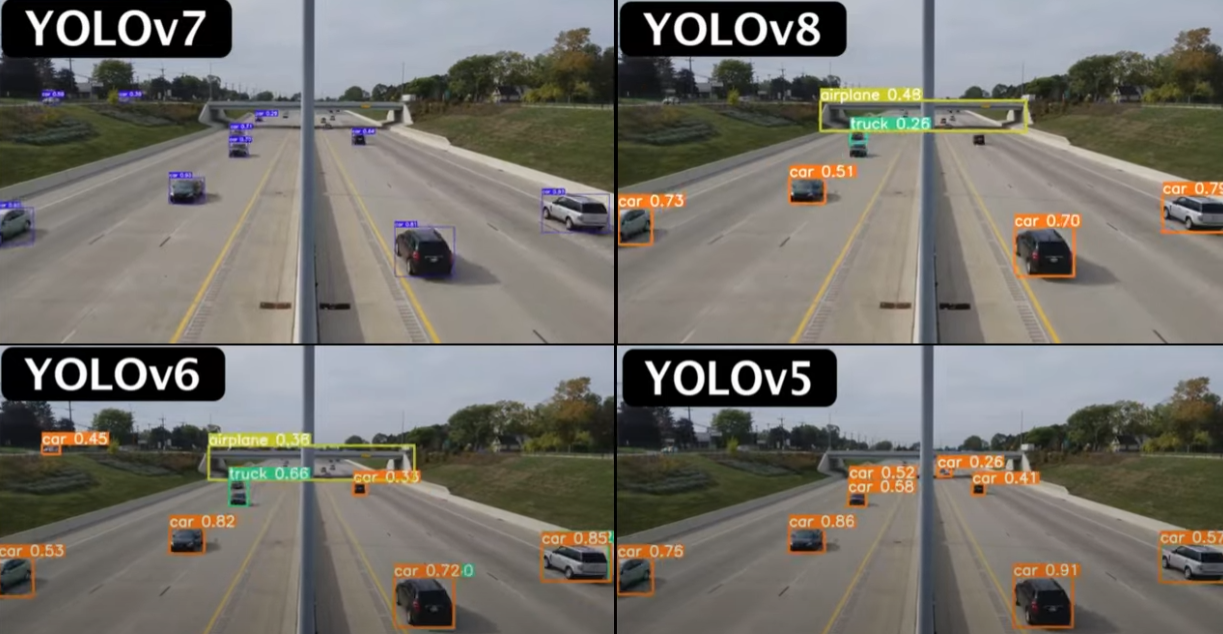 YOLOv7
YOLOv8
airplane 0.48
truck 0.26
car 0.51
car 0.73
car 0.79
car 0.70
YOLOv6
YOLOv5
car 0.45
airplane 0.38
truck 0.66
car 0.33
car 0.82
car 0.53
car 0.85
car 0.72
car 0.26
car 0.52
car 0.41
car 0.58
car 0.86
car 0.76
car 0.57
car 0.91